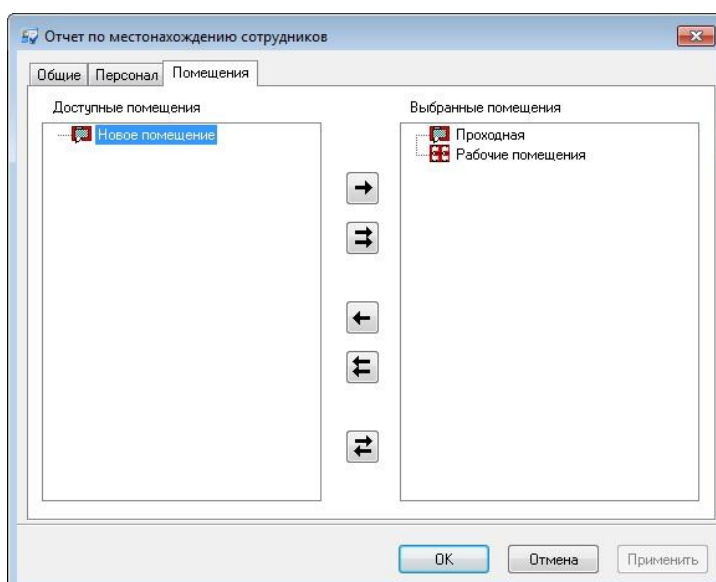 Отчет по местонахождению сотрудников
Общие Персонал Помещения
Доступные помещения Выбранные помещения
Новое помещение Проходная
Рабочие помещения
OK Отмена Применить